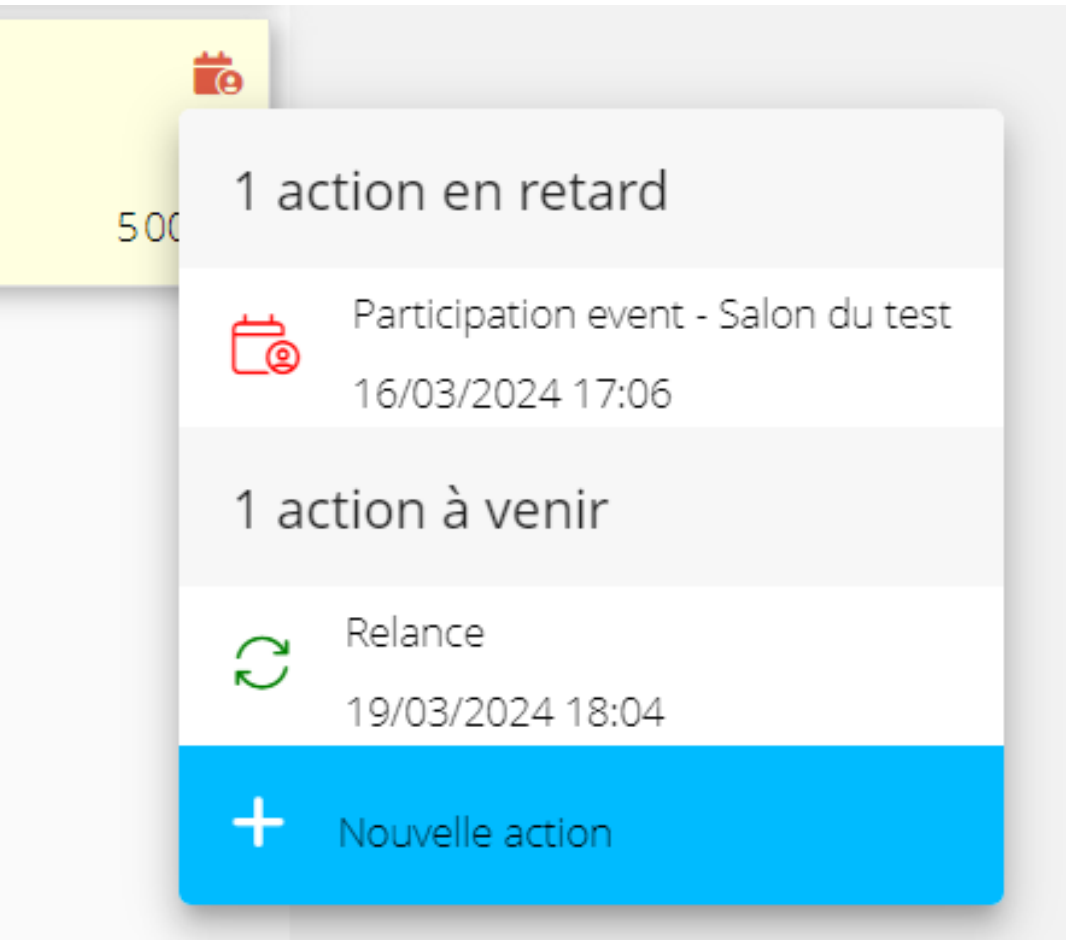 1 action en retard
Participation event - Salon du test
16/03/2024 17:06
1 action à venir
Relance
19/03/2024 18:04
Nouvelle action